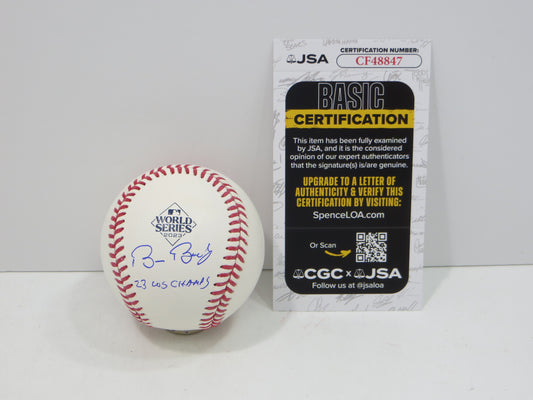 WORLD
SERIES
2023
23 WS CHAMPS
JSA
CERTIFICATION NUMBER:
CF48847
BASIC
CERTIFICATION
This item has been fully examined
by JSA, and it is the considered
opinion of our expert authenticators
that the signature(s) is/are genuine.
UPGRADE TO A LETTER OF
AUTHENTICITY & VERIFY THIS
CERTIFICATION BY VISITING:
SpenceLOA.com
Or Scan
CGC x JSA
Follow us at @jsaloa